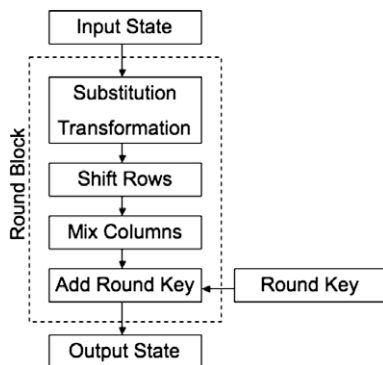 Input State
Round Block
Substitution
Transformation
Shift Rows
Mix Columns
Add Round Key
Round Key
Output State